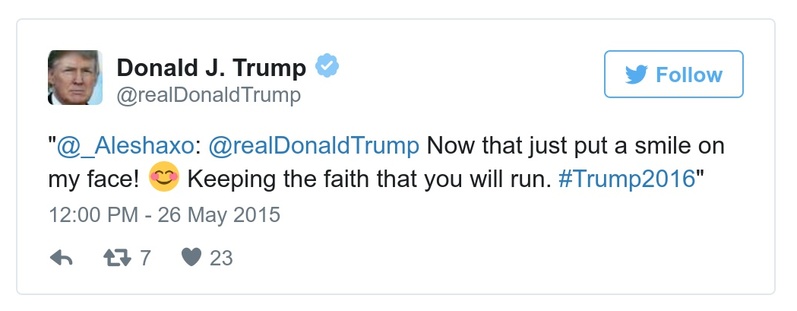 Donald J. Trump
@realDonaldTrump
Follow
"@_Aleshaxo: @realDonaldTrump Now that just put a smile on
my face! 😊 Keeping the faith that you will run. #Trump2016"
12:00 PM - 26 May 2015
7 23